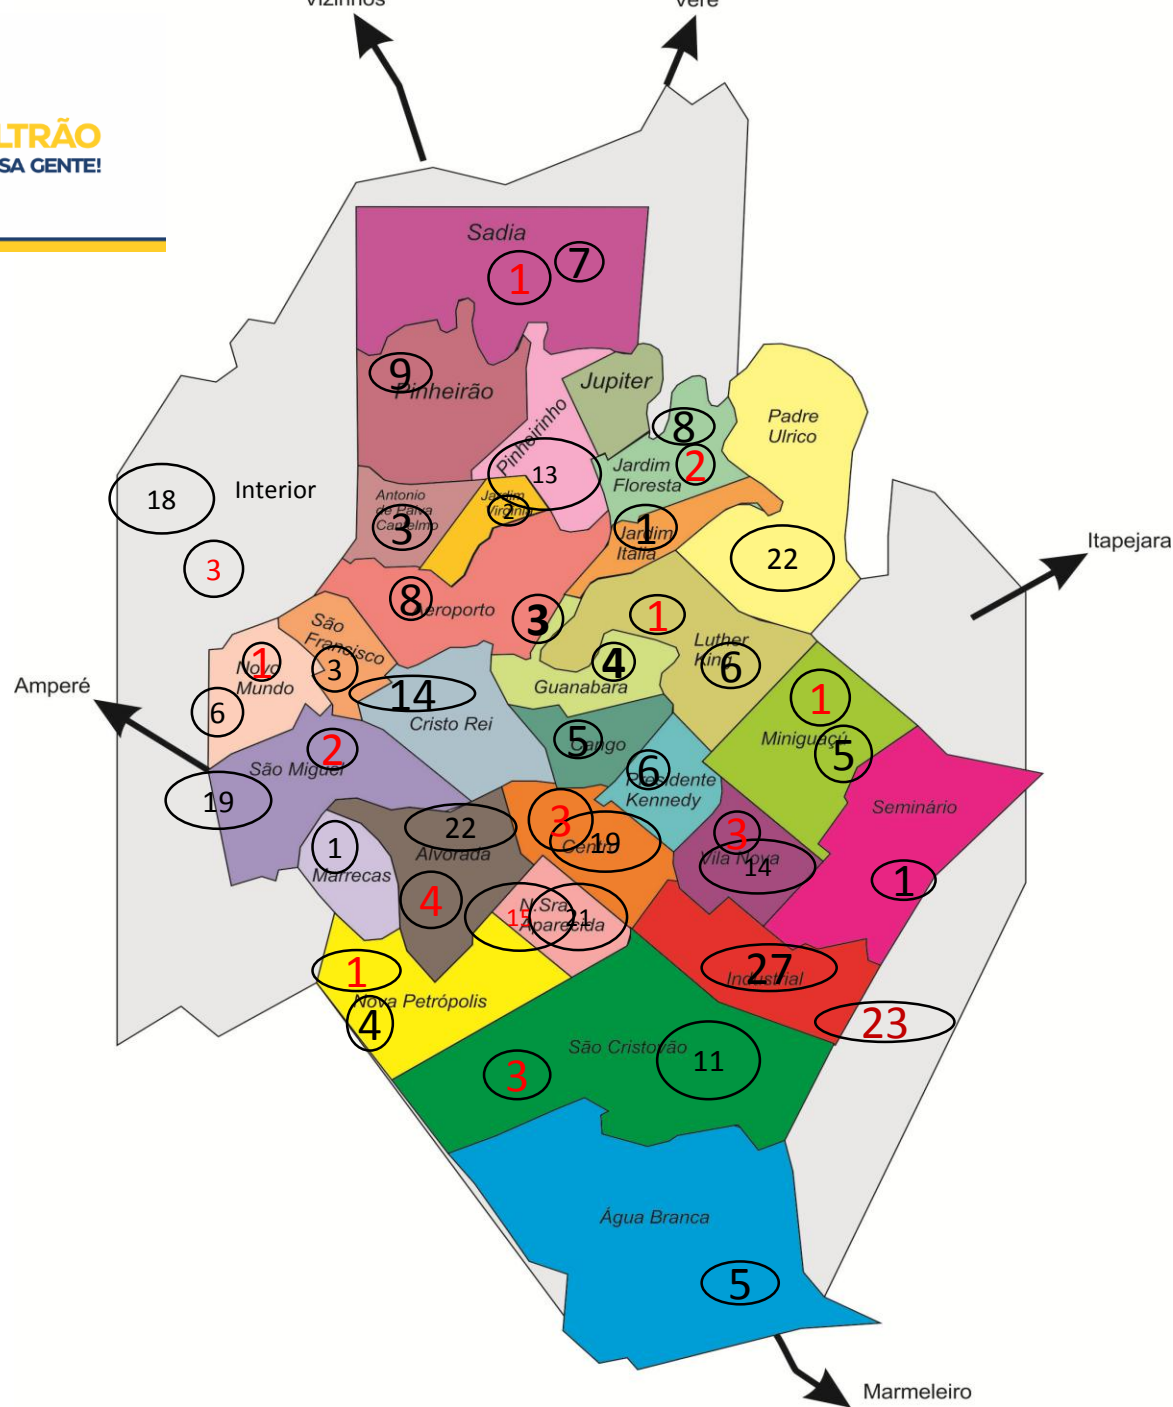 Vizinhos
Verê
LTRÃO
SA GENTE!
Sadia
1
7
9
Pinheirão
Pinheirinho
Jupiter
8
2
Jardim
Floresta
Padre
Ulrico
18
Interior
3
13
Antonio
de Paiva
Cantelmo
3
Jardim
Virginia
2
1
Jardim
Itália
22
Itapejara
8
Aeroporto
3
1
Luther
King
6
4
Guanabara
São
Francisco
3
1
Novo
Mundo
6
Amperé
14
Cristo Rei
1
Miniguaçú
5
5
Cango
6
Presidente
Kennedy
2
São Miguel
19
Seminário
1
22
Alvorada
4
3
Centro
19
3
Vila Nova
14
1
Marrecas
15
21
N.Sra.
Aparecida
27
Industrial
23
1
Nova Petrópolis
4
São Cristovão
11
3
Água Branca
5
Marmeleiro